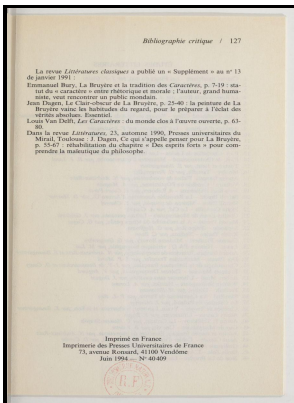 Bibliographie critique / 127
La revue Littératures classiques a publié un « Supplément » au nº 13
de janvier 1991 :
Emmanuel Bury, La Bruyère et la tradition des Caractères, p. 7-19 : sta-
tut du « caractère » entre rhétorique et morale ; l'auteur, grand huma-
niste, veut rencontrer un public mondain.
Jean Dagen, Le Clair-obscur de La Bruyère, p. 25-40 : la peinture de La
Bruyère vaine les habitudes du regard, pour le préparer à l'éclat des
vérités absolues. Essentiel.
Louis Van Delft, Les Caractères : du monde clos à l'œuvre ouverte, p. 63-
80.
Dans la revue Littératures, 23, automne 1990, Presses universitaires du
Mirail, Toulouse : J. Dagen, Ce qui s'appelle penser pour La Bruyère,
p. 55-67 : réhabilitation du chapitre « Des esprits forts » pour com-
prendre la maïeutique du philosophe.
Imprimé en France
Imprimerie des Presses Universitaires de France
73, avenue Ronsard, 41100 Vendôme
Juin 1994 — Nº 40 409
R.F